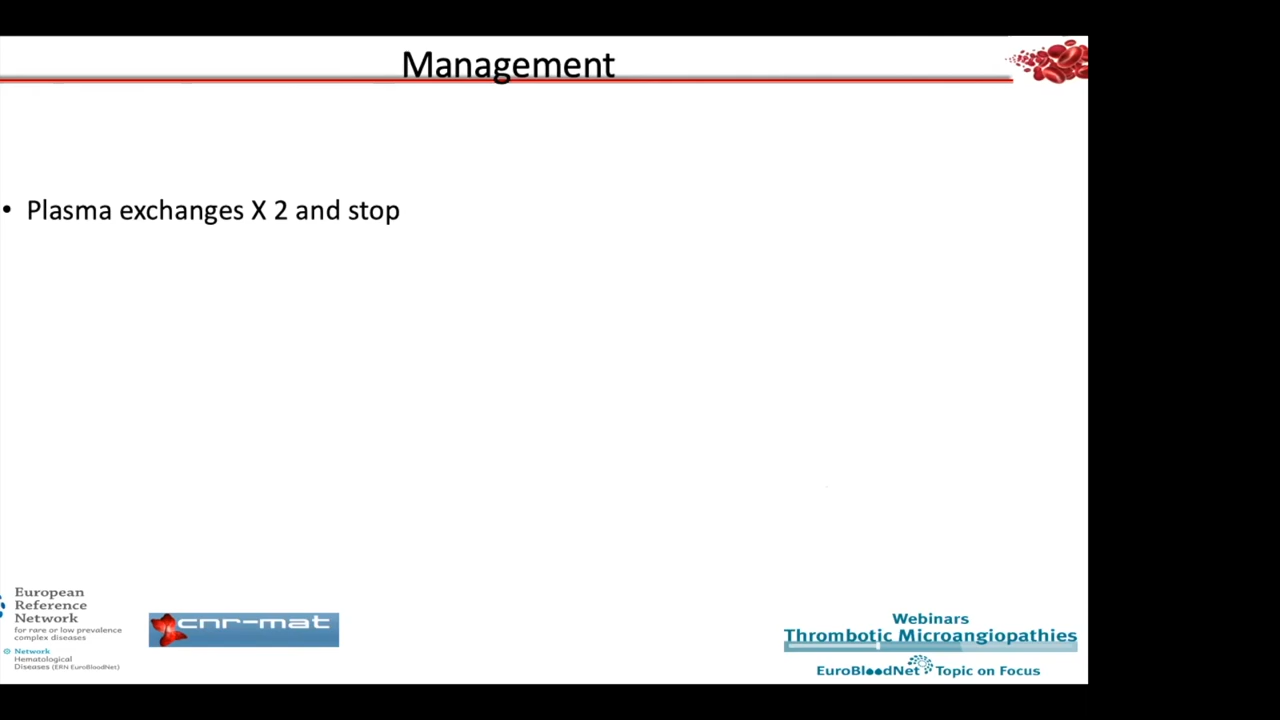 Management
• Plasma exchanges X 2 and stop
European
Reference
Network
for rare or low prevalence
complex diseases
Network
Hematological
Diseases (ERN EuroBloodNet)
cnr-mat
Webinars
Thrombotic Microangiopathies
EuroBloodNet Topic on Focus